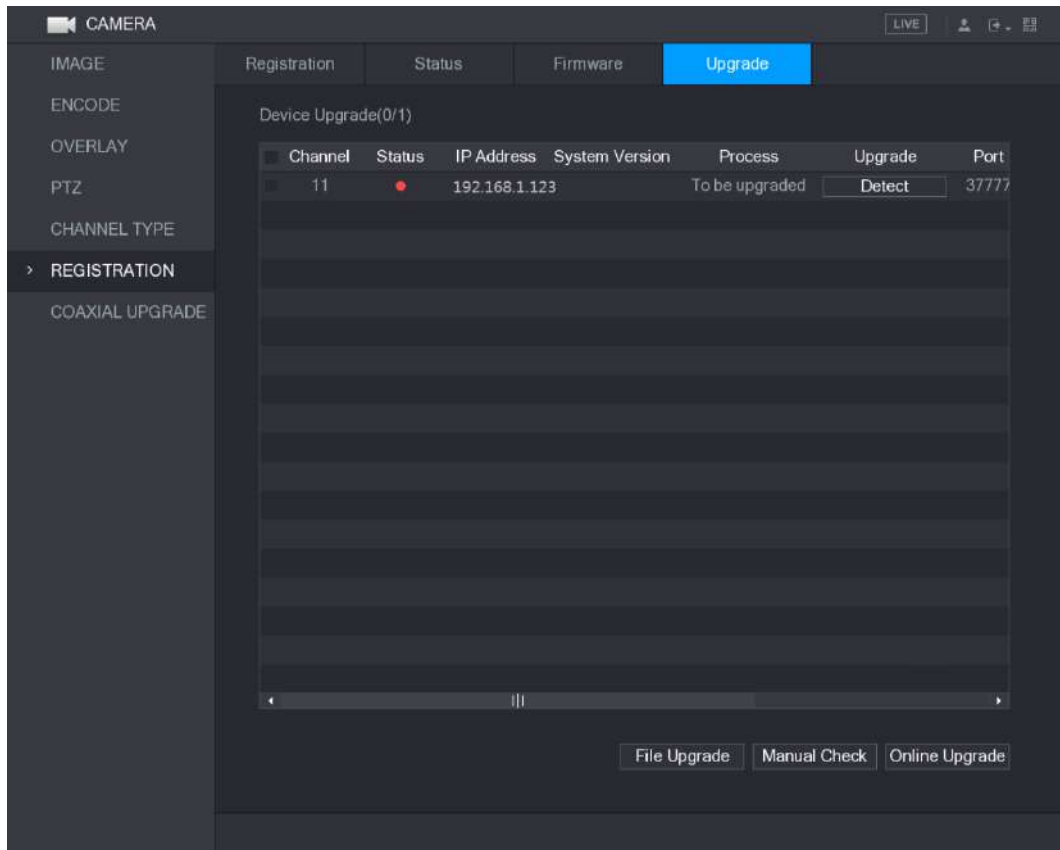 CAMERA LIVE
IMAGE
ENCODE
OVERLAY
PTZ
CHANNEL TYPE
> REGISTRATION
COAXIAL UPGRADE
Registration Status Firmware Upgrade
Device Upgrade(0/1)
Channel Status IP Address System Version Process Upgrade Port
11 192.168.1.123 To be upgraded Detect 37777
File Upgrade Manual Check Online Upgrade